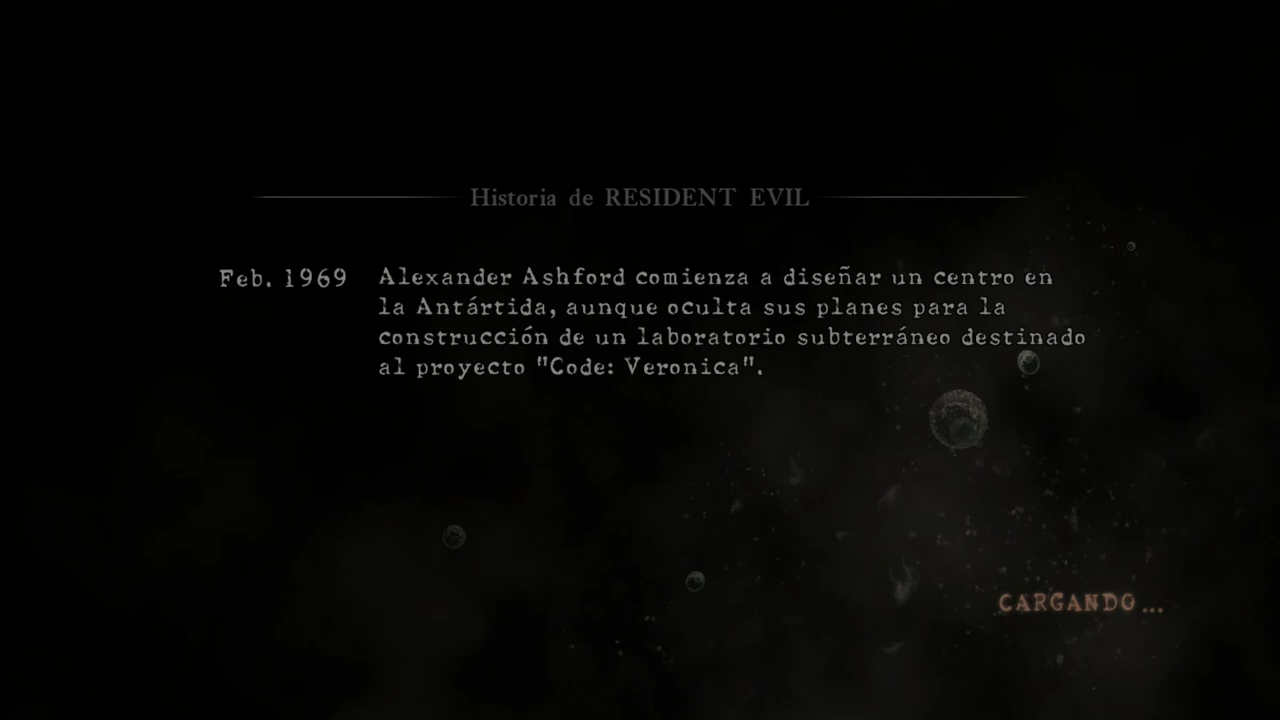 Historia de RESIDENT EVIL
Feb. 1969 Alexander Ashford comienza a diseñar un centro en
la Antártida, aunque oculta sus planes para la
construcción de un laboratorio subterráneo destinado
al proyecto "Code: Veronica".
CARGANDO...